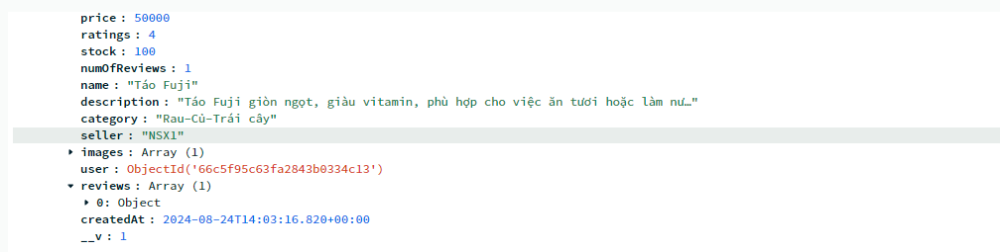 price : 50000
ratings : 4
stock : 100
numOfReviews : 1
name : "Táo Fuji"
description : "Táo Fuji giòn ngọt, giàu vitamin, phù hợp cho việc ăn tươi hoặc làm nư…"
category : "Rau-Củ-Trái cây"
seller : "NSX1"
images : Array (1)
user : ObjectId('66c5f95c63fa2843b0334c13')
reviews : Array (1)
0: Object
createdAt : 2024-08-24T14:03:16.820+00:00
__v : 1